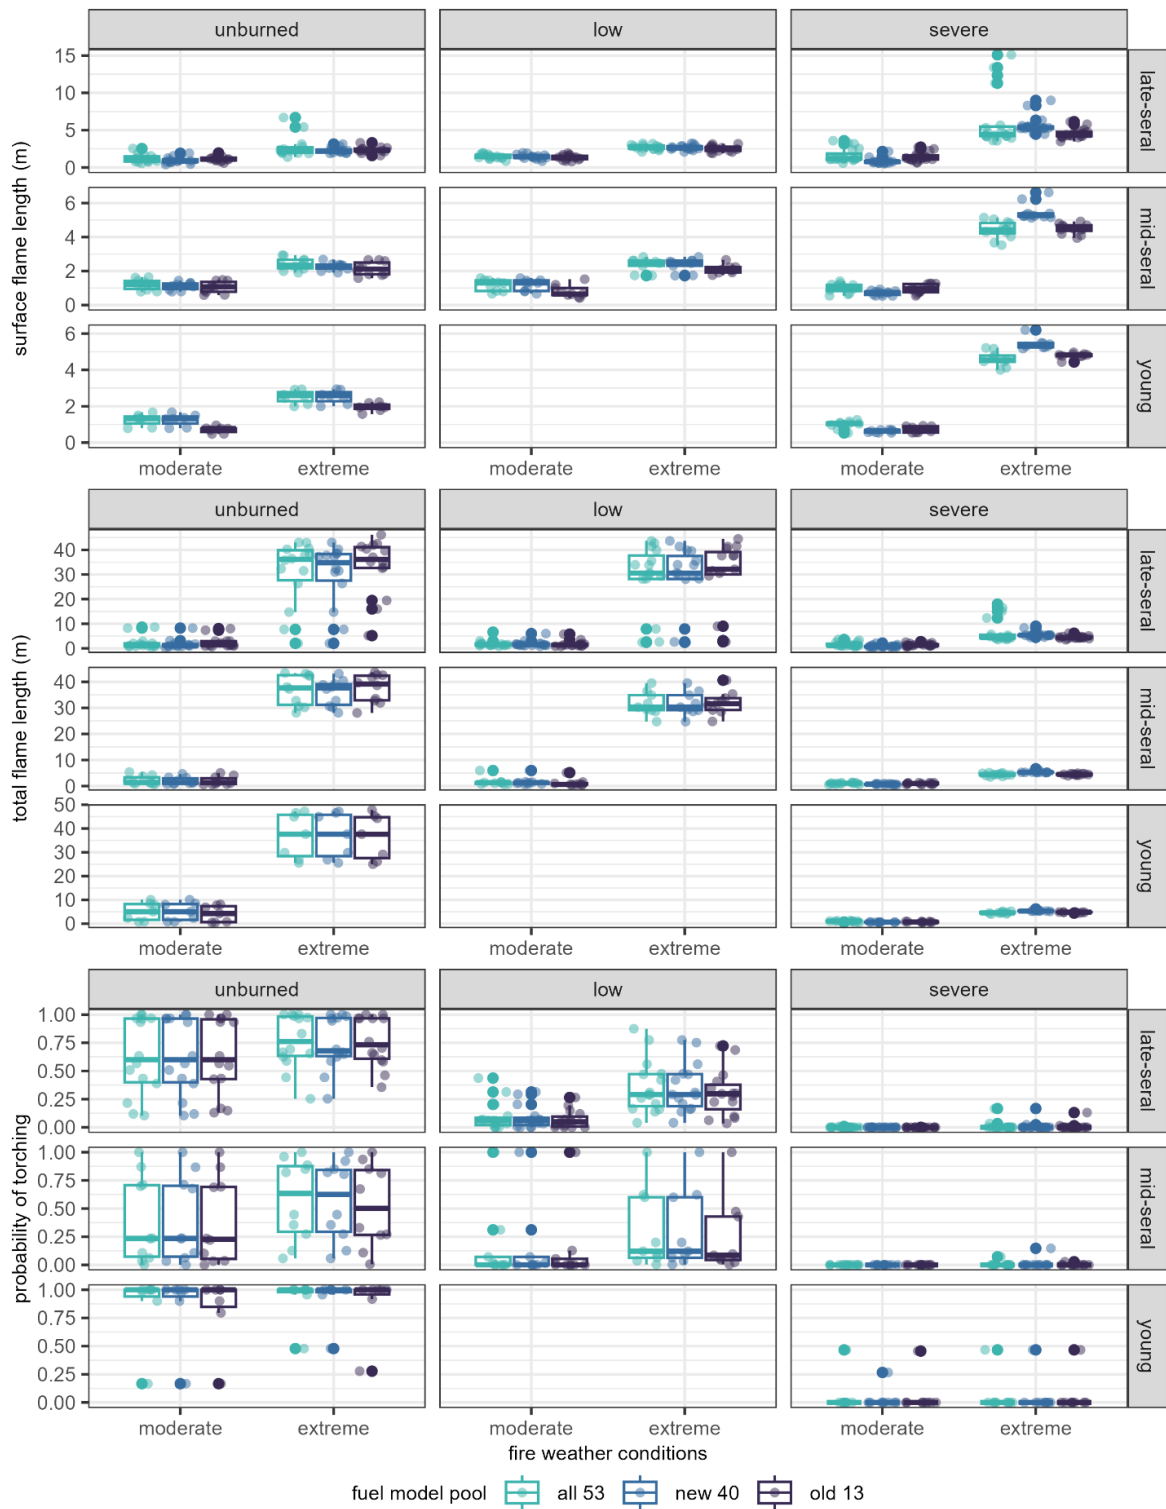 unburned low severe
15
10
5
0
late-seral
6
4
2
0
mid-seral
6
4
2
0
young
surface flame length (m)
moderate extreme moderate extreme moderate extreme
unburned low severe
40
30
20
10
0
late-seral
40
30
20
10
0
mid-seral
50
40
30
20
10
0
young
total flame length (m)
moderate extreme moderate extreme moderate extreme
unburned low severe
1.00
0.75
0.50
0.25
0.00
late-seral
1.00
0.75
0.50
0.25
0.00
mid-seral
1.00
0.75
0.50
0.25
0.00
young
probability of torching
moderate extreme moderate extreme moderate extreme
fire weather conditions
fuel model pool all 53 new 40 old 13